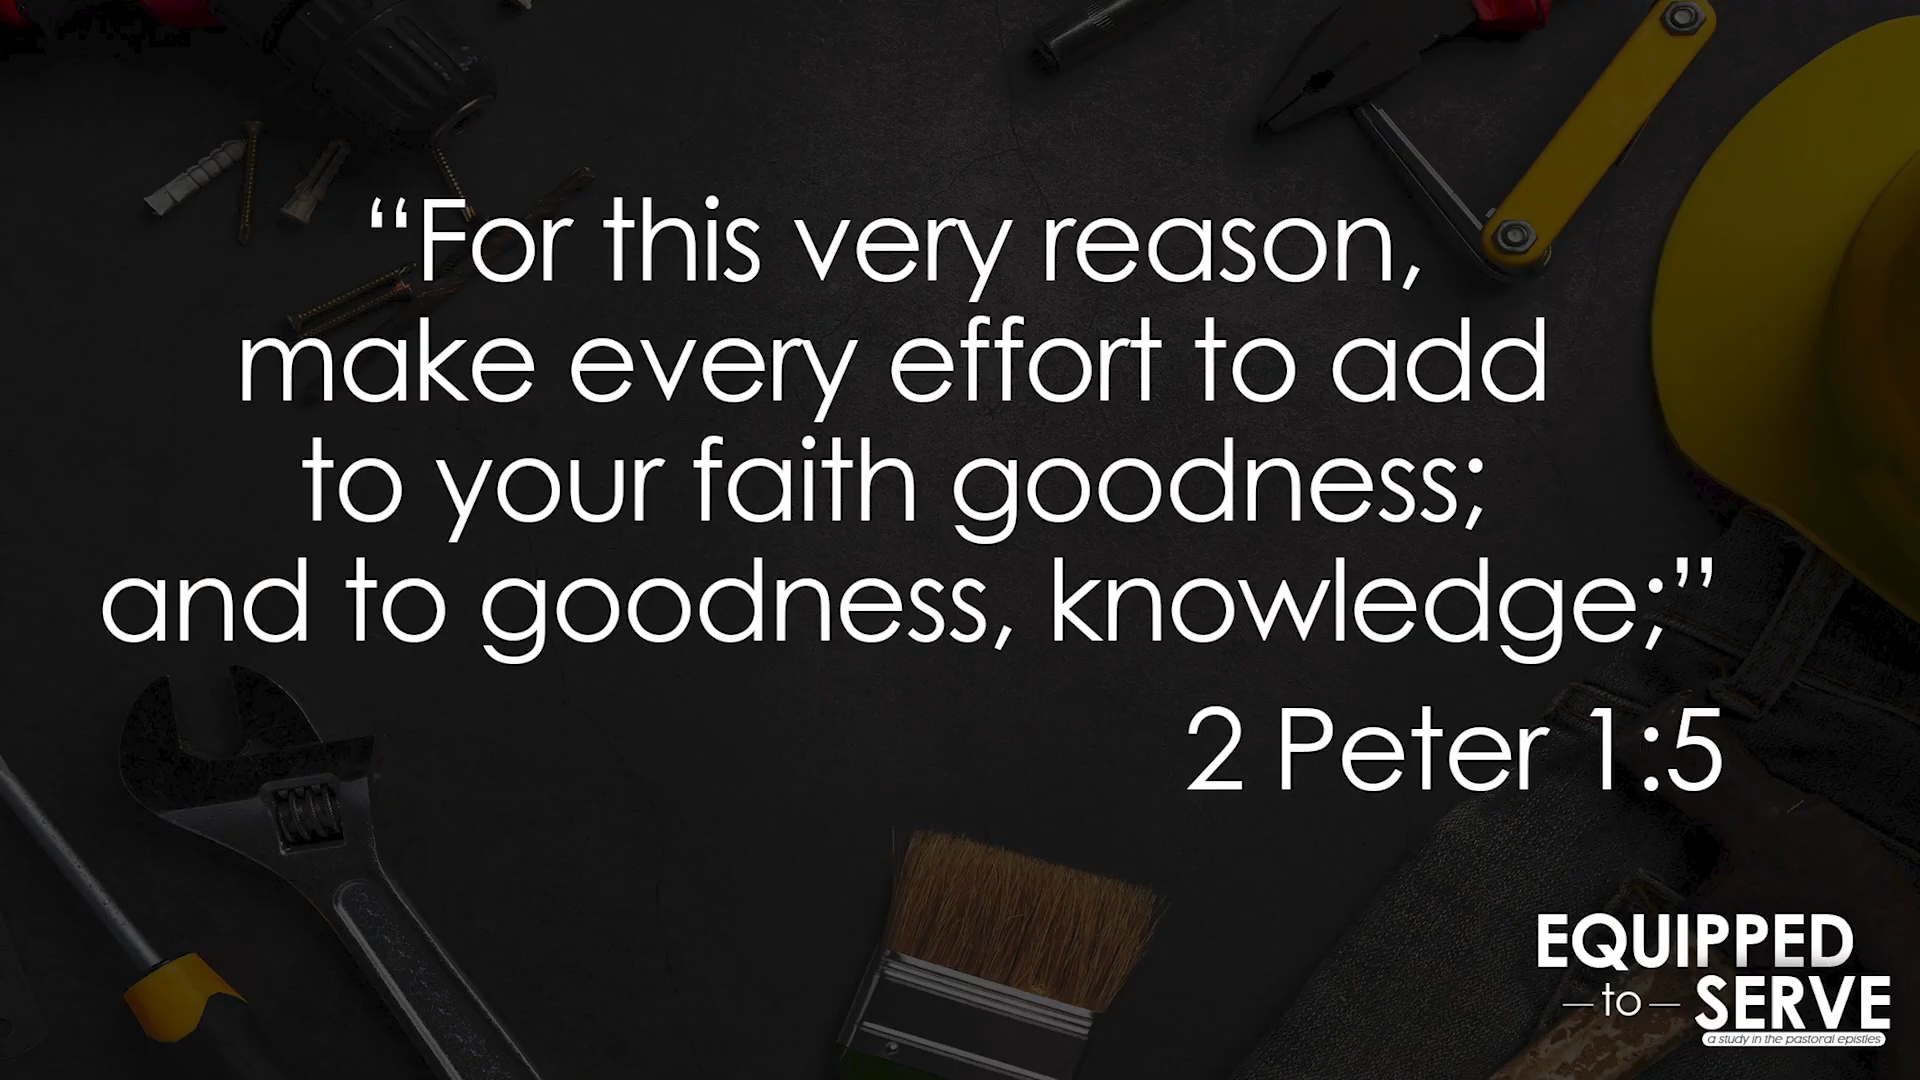 “For this very reason,
make every effort to add
to your faith goodness;
and to goodness, knowledge;”
2 Peter 1:5
EQUIPPED
to SERVE
a study in the pastoral epistles